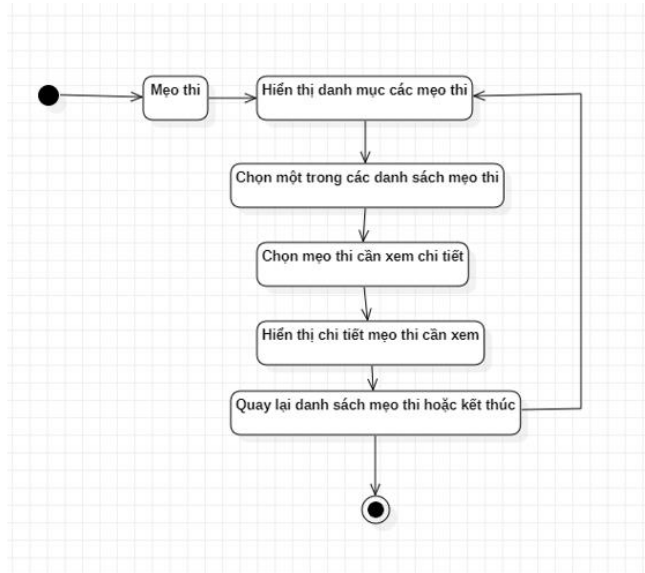 Mẹo thi
Hiển thị danh mục các mẹo thi
Chọn một trong các danh sách mẹo thi
Chọn mẹo thi cần xem chi tiết
Hiển thị chi tiết mẹo thi cần xem
Quay lại danh sách mẹo thi hoặc kết thúc